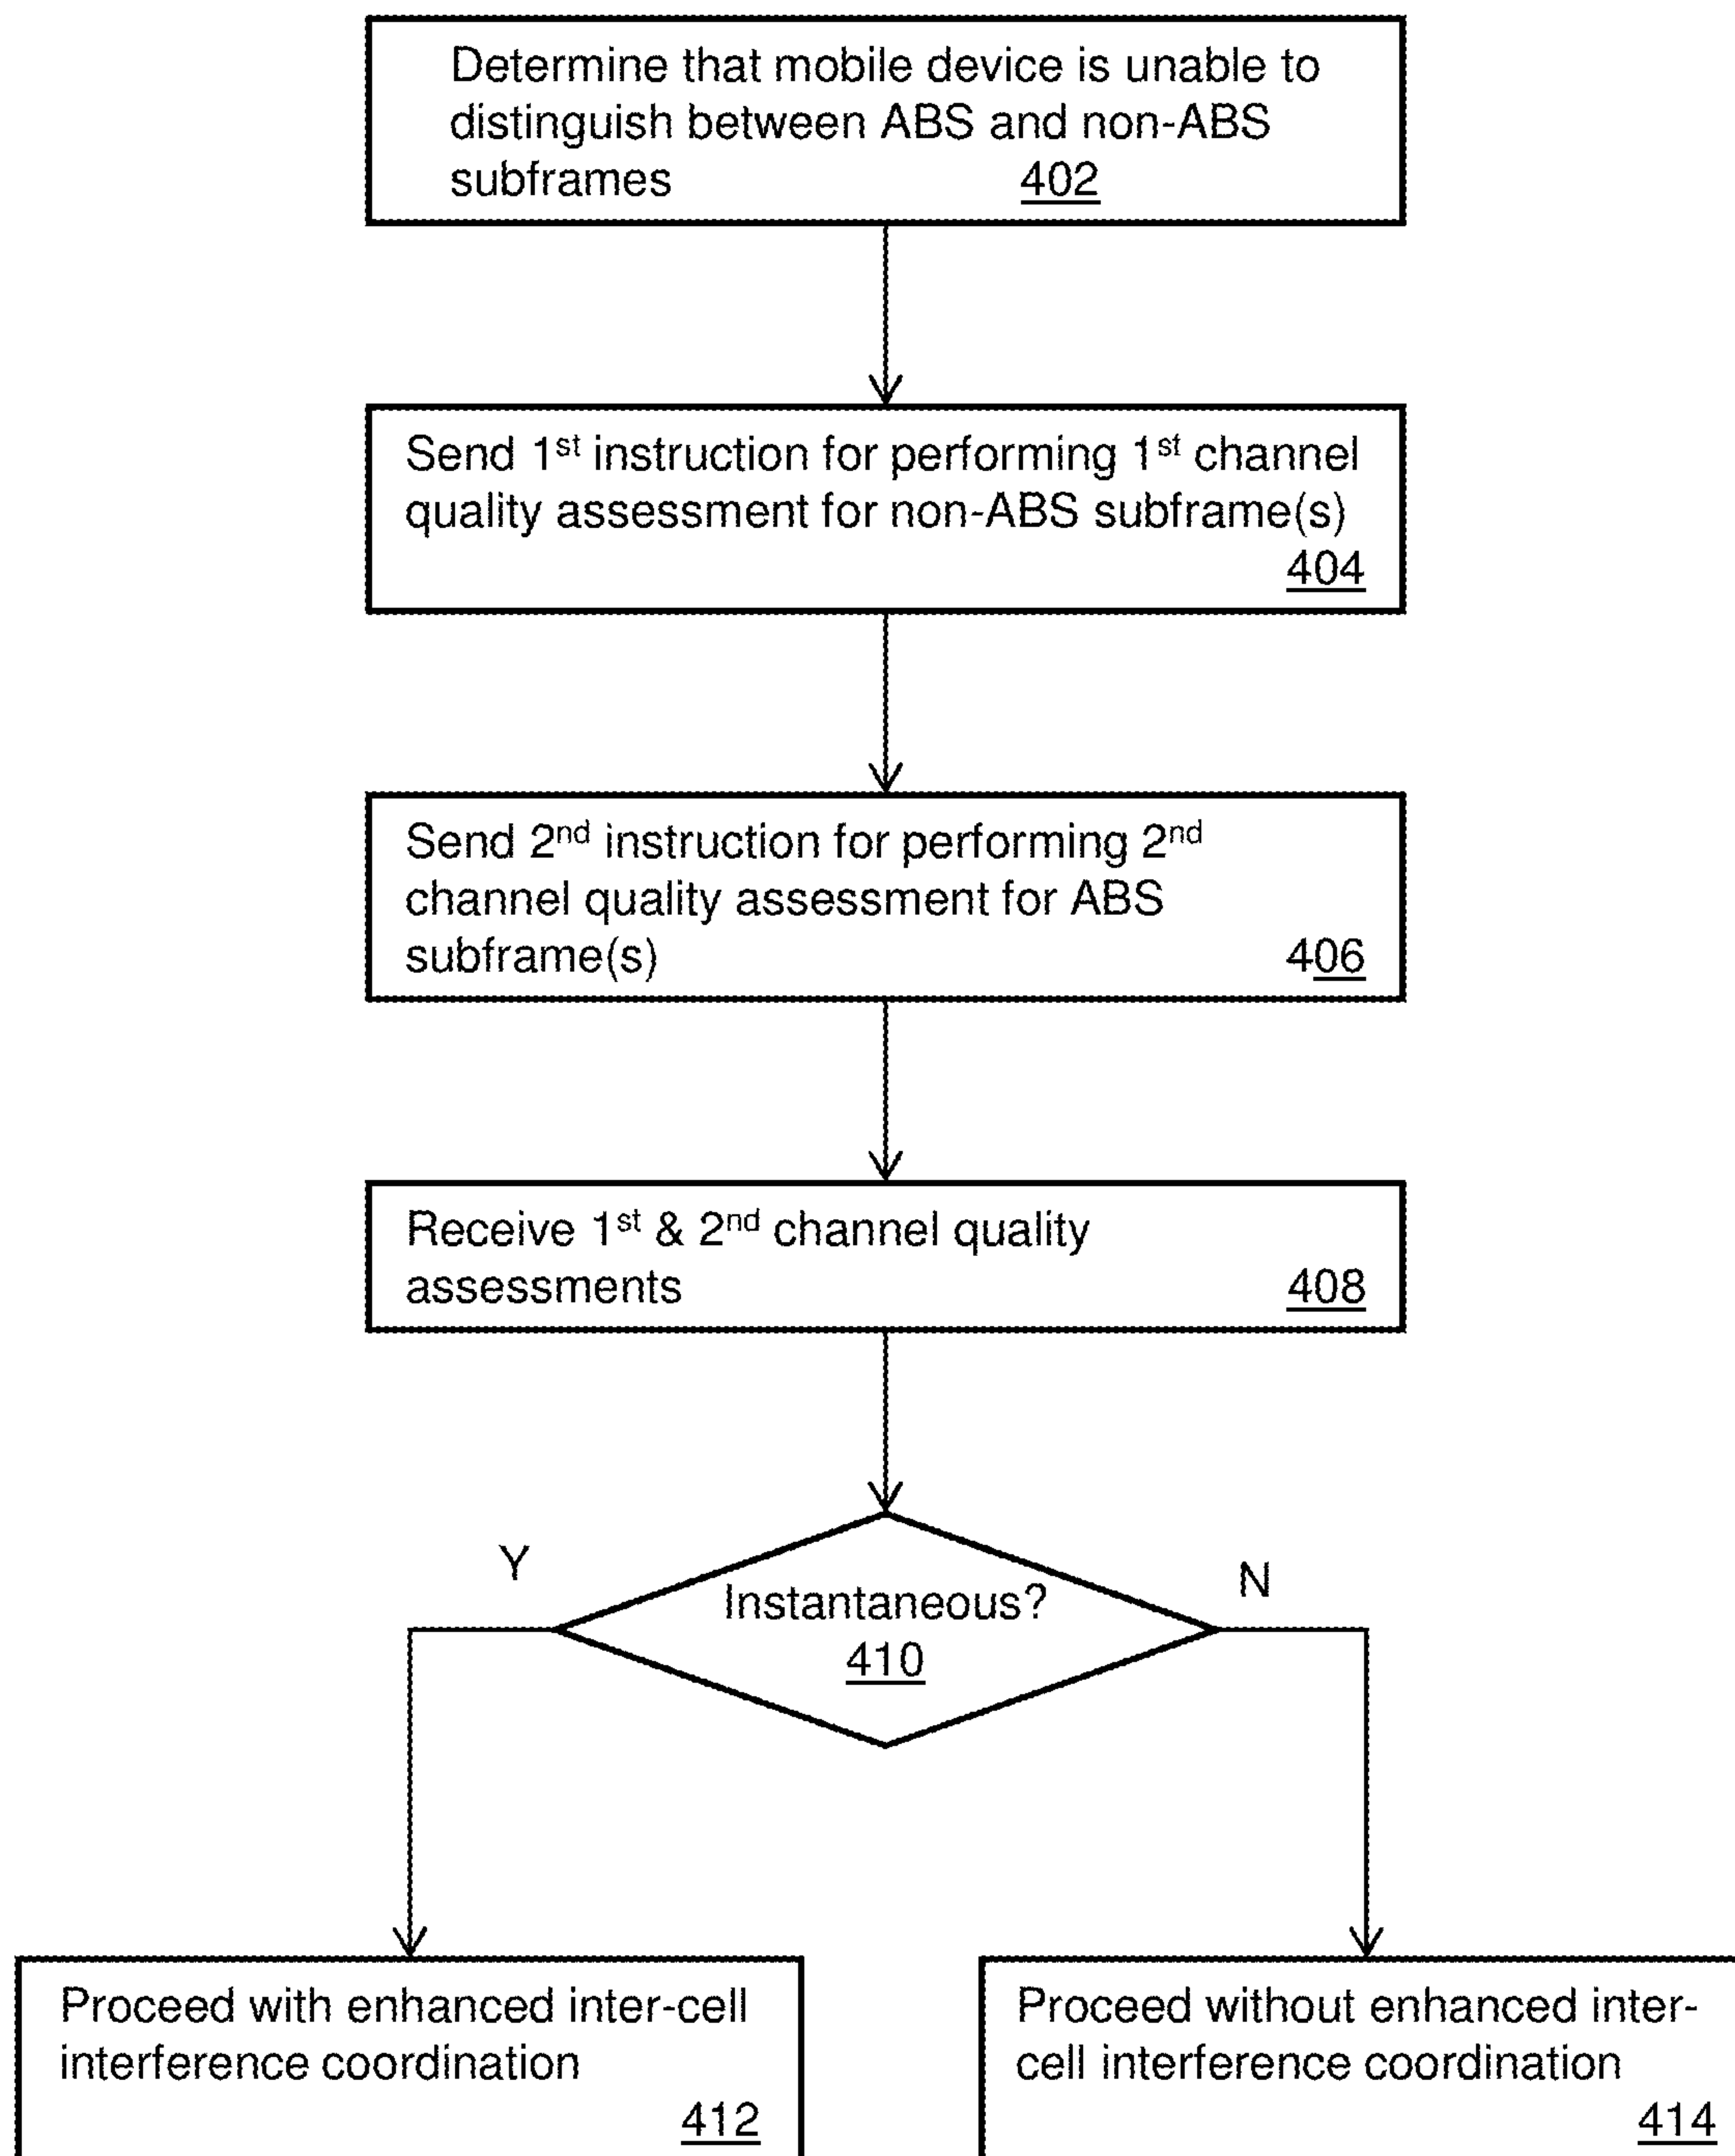 Determine that mobile device is unable to
distinguish between ABS and non-ABS
subframes 402
Send 1st instruction for performing 1st channel
quality assessment for non-ABS subframe(s)
404
Send 2nd instruction for performing 2nd
channel quality assessment for ABS
subframe(s) 406
Receive 1st & 2nd channel quality
assessments 408
Y
N
Instantaneous?
410
Proceed with enhanced inter-cell
interference coordination
412
Proceed without enhanced inter-
cell interference coordination
414